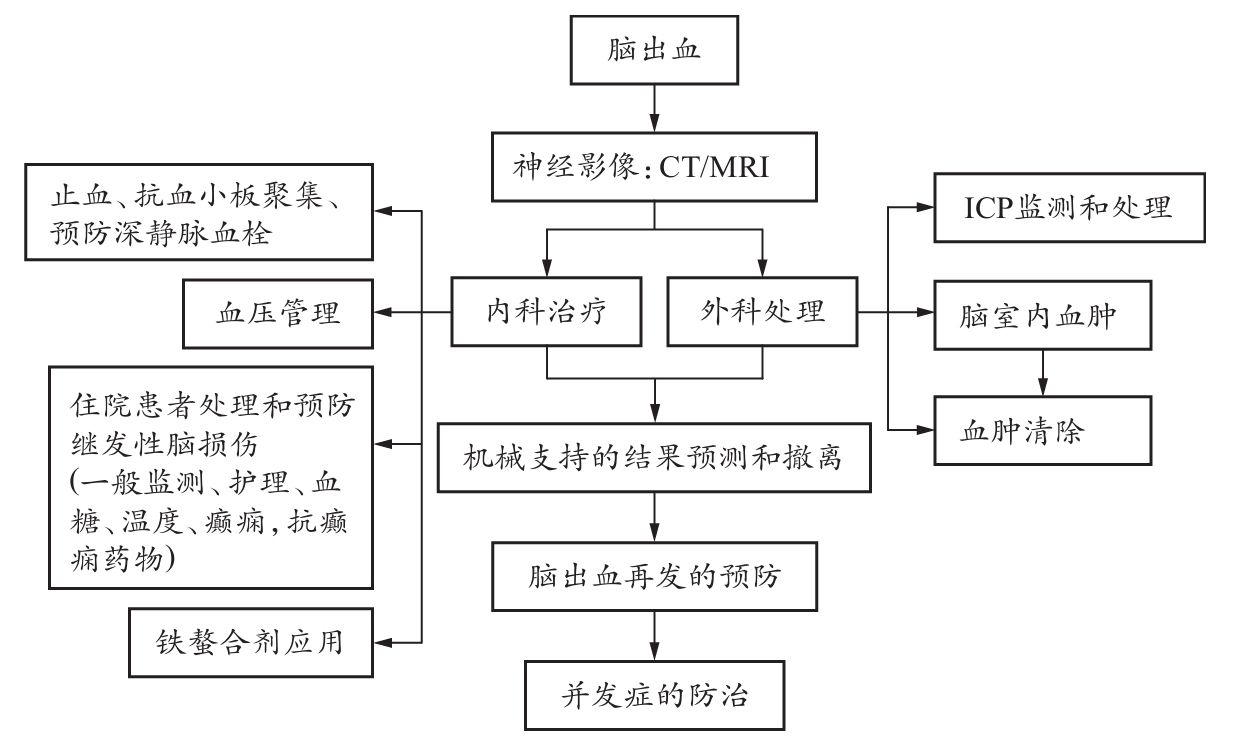 脑出血
神经影像：CT/MRI
止血、抗血小板聚集、
预防深静脉血栓
ICP监测和处理
血压管理
内科治疗
外科处理
脑室内血肿
住院患者处理和预防
继发性脑损伤
(一般监测、护理、血
糖、温度、癫痫，抗癫
痫药物)
血肿清除
机械支持的结果预测和撤离
脑出血再发的预防
铁螯合剂应用
并发症的防治